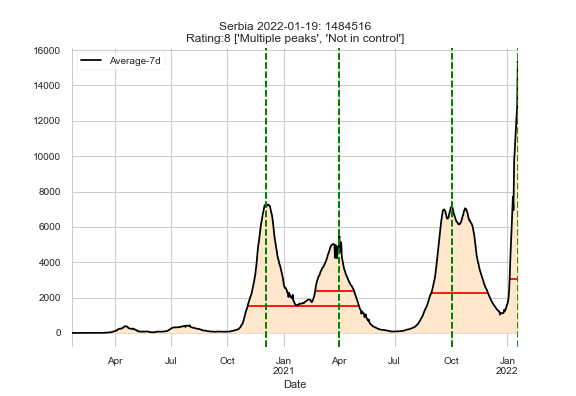 Serbia 2022-01-19: 1484516
Rating:8 ['Multiple peaks', 'Not in control']
Average-7d
16000
14000
12000
10000
8000
6000
4000
2000
0
Apr
Jul
Oct
Jan
2021
Apr
Jul
Oct
Jan
2022
Date